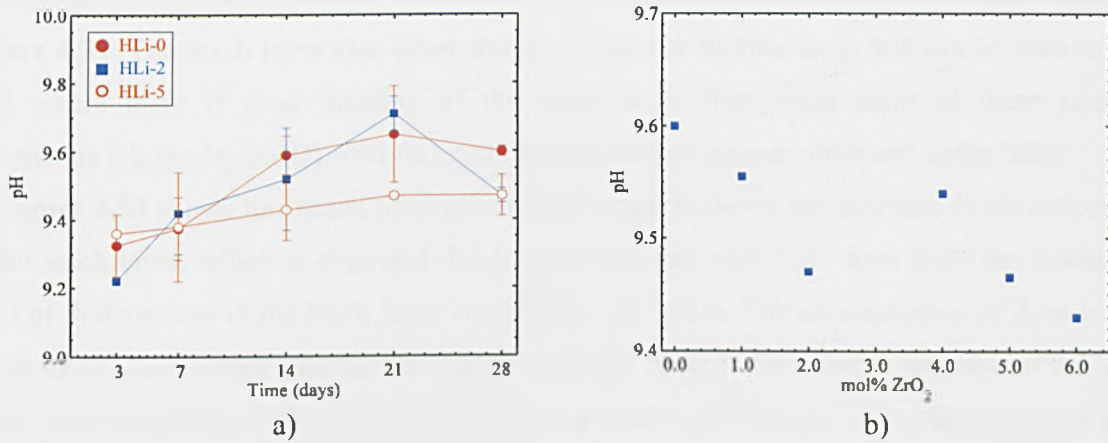 10.0
9.8
9.6
9.4
9.2
9.0
pH
HLi-0
HLi-2
HLi-5
3 7 14 21 28
Time (days)
a)
9.7
9.6
9.5
9.4
pH
0.0 1.0 2.0 3.0 4.0 5.0 6.0
mol% ZrO2
b)